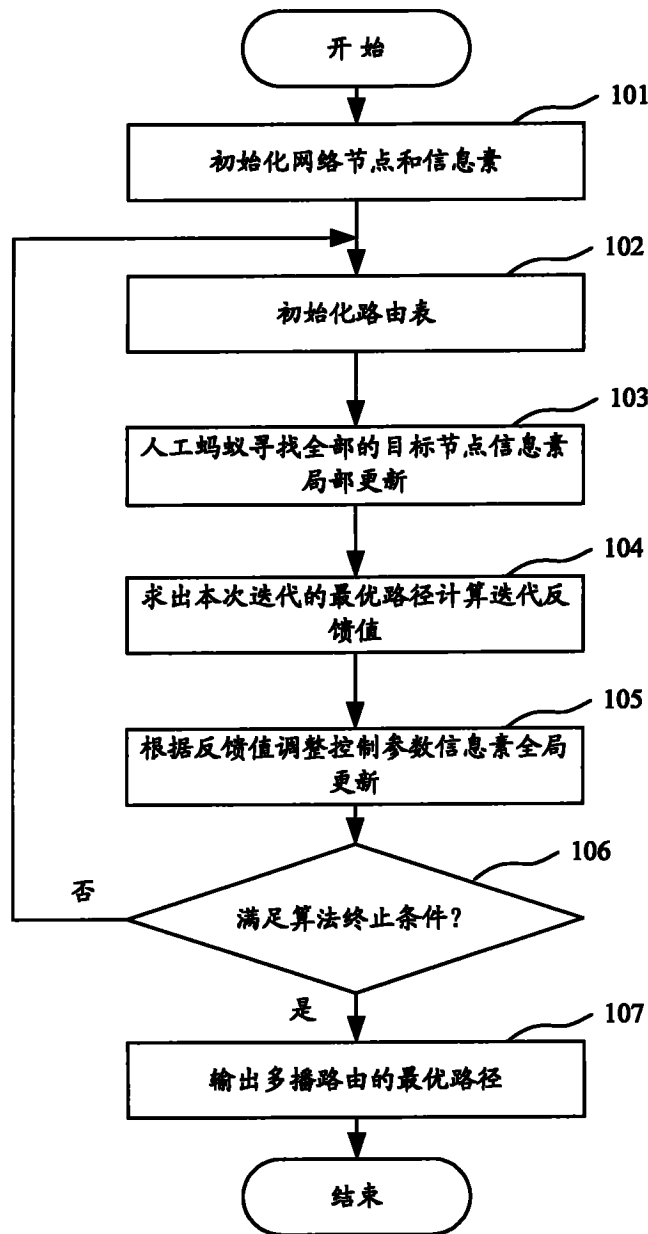 开始
101
初始化网络节点和信息素
102
初始化路由表
103
人工蚂蚁寻找全部的目标节点信息素
局部更新
104
求出本次迭代的最优路径计算迭代反
馈值
105
根据反馈值调整控制参数信息素全局
更新
106
否
满足算法终止条件?
是
107
输出多播路由的最优路径
结束